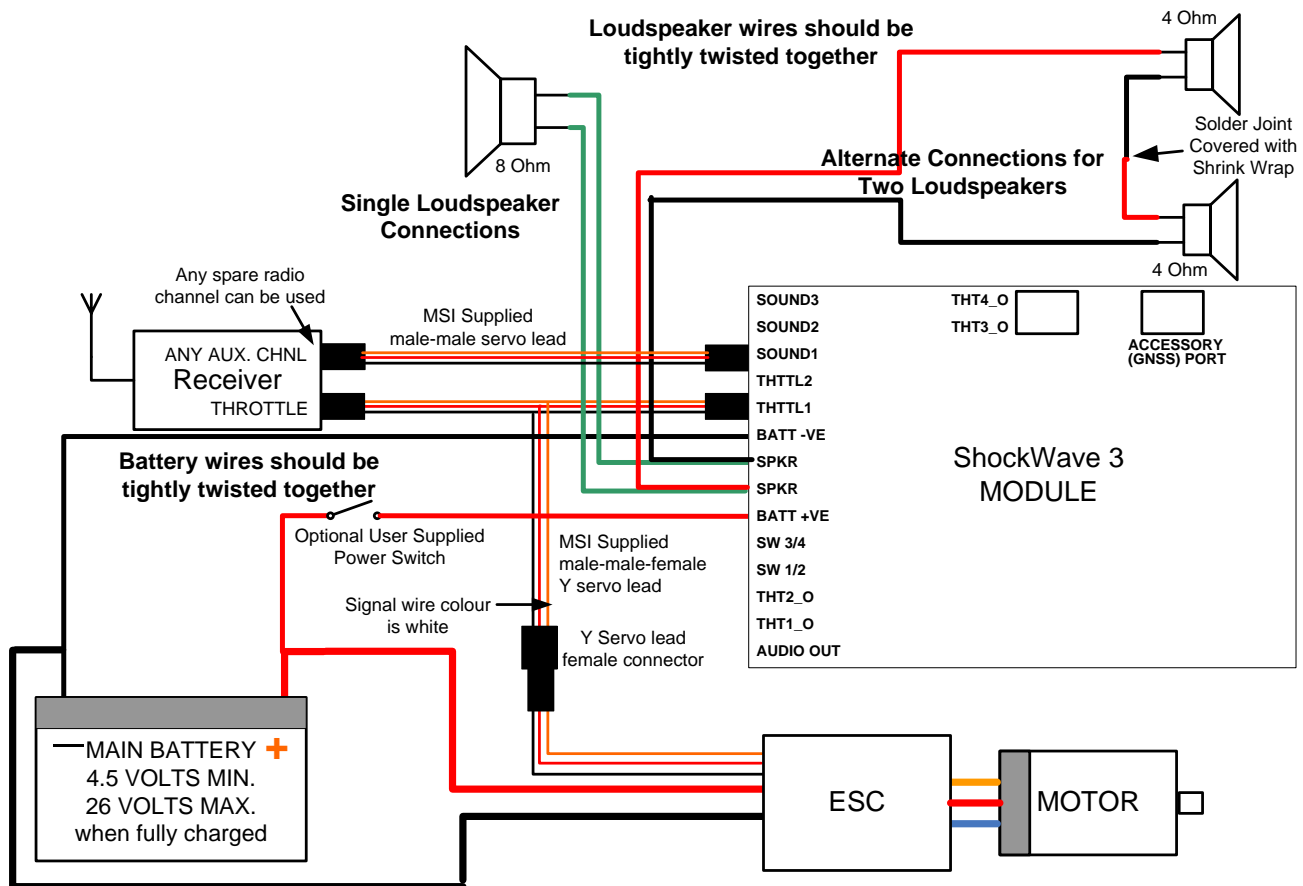 Loudspeaker wires should be
tightly twisted together
4 Ohm
8 Ohm
Solder Joint
Covered with
Shrink Wrap
Alternate Connections for
Two Loudspeakers
Single Loudspeaker
Connections
4 Ohm
Any spare radio
channel can be used
MSI Supplied
male-male servo lead
ANY AUX. CHNL
Receiver
THROTTLE
SOUND3
SOUND2
SOUND1
THTTL2
THTTL1
BATT -VE
SPKR
SPKR
BATT +VE
SW 3/4
SW 1/2
THT2_O
THT1_O
AUDIO OUT
THT4_O
THT3_O
ACCESSORY
(GNSS) PORT
ShockWave 3
MODULE
Battery wires should be
tightly twisted together
Optional User Supplied
Power Switch
MSI Supplied
male-male-female
Y servo lead
Signal wire colour
is white
Y Servo lead
female connector
— MAIN BATTERY +
4.5 VOLTS MIN.
26 VOLTS MAX.
when fully charged
ESC
MOTOR